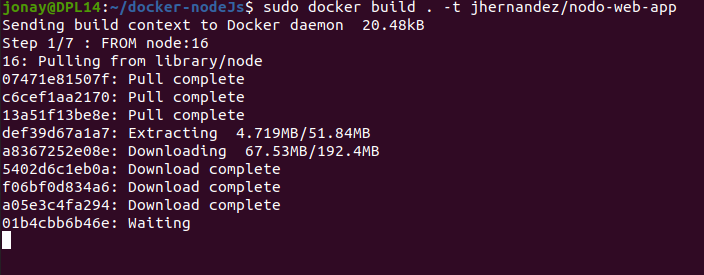 jonay@DPL14:~/docker-nodeJs$ sudo docker build . -t jhernandez/nodo-web-app
Sending build context to Docker daemon  20.48kB
Step 1/7 : FROM node:16
16: Pulling from library/node
07471e81507f: Pull complete
c6cef1aa2170: Pull complete
13a51f13be8e: Pull complete
def39d67a1a7: Extracting  4.719MB/51.84MB
a8367252e08e: Downloading  67.53MB/192.4MB
5402d6c1eb0a: Download complete
f06bf0d834a6: Download complete
a05e3c4fa294: Download complete
01b4cbb6b46e: Waiting